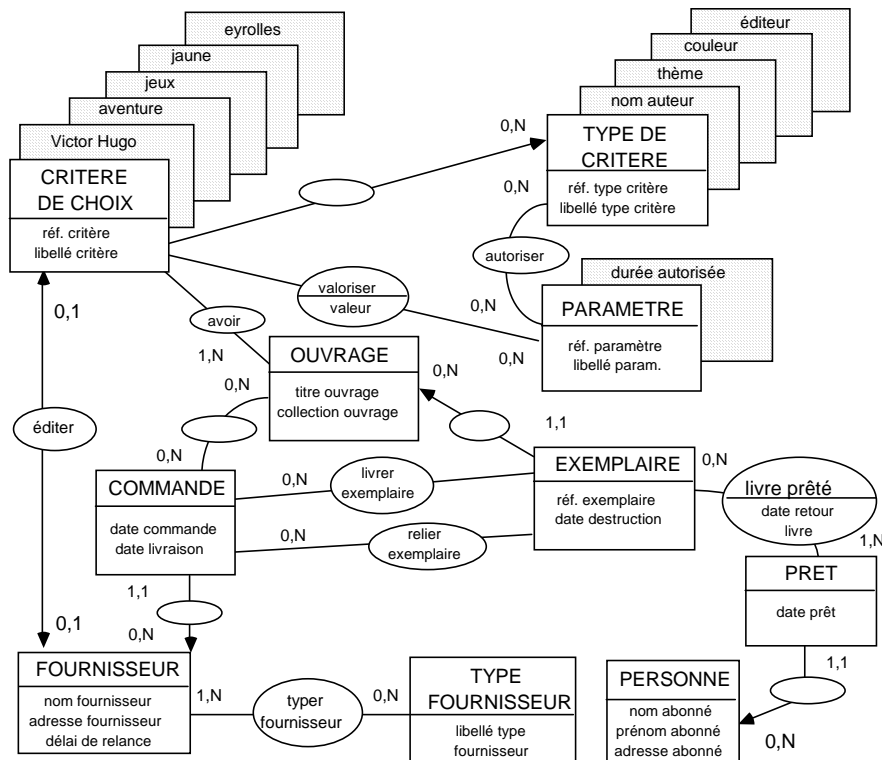 éditeur
eyrolles
couleur
jaune
thème
jeux
nom auteur
aventure
Victor Hugo
0,N
TYPE DE
CRITERE
réf. type critère
libellé type critère
CRITERE
DE CHOIX
réf. critère
libellé critère
0,N
autoriser
durée autorisée
valoriser
valeur
0,N
PARAMETRE
réf. paramètre
libellé param.
0,1
avoir
1,N
0,N
OUVRAGE
titre ouvrage
collection ouvrage
0,N
0,N
1,1
éditer
0,N
COMMANDE
date commande
date livraison
0,N
livrer
exemplaire
EXEMPLAIRE
réf. exemplaire
date destruction
0,N
livre prêté
date retour
livre
0,N
relier
exemplaire
1,N
PRET
date prêt
1,1
0,1
0,N
1,1
FOURNISSEUR
nom fournisseur
adresse fournisseur
délai de relance
1,N
typer
fournisseur
0,N
TYPE
FOURNISSEUR
libellé type
fournisseur
PERSONNE
nom abonné
prénom abonné
adresse abonné
0,N